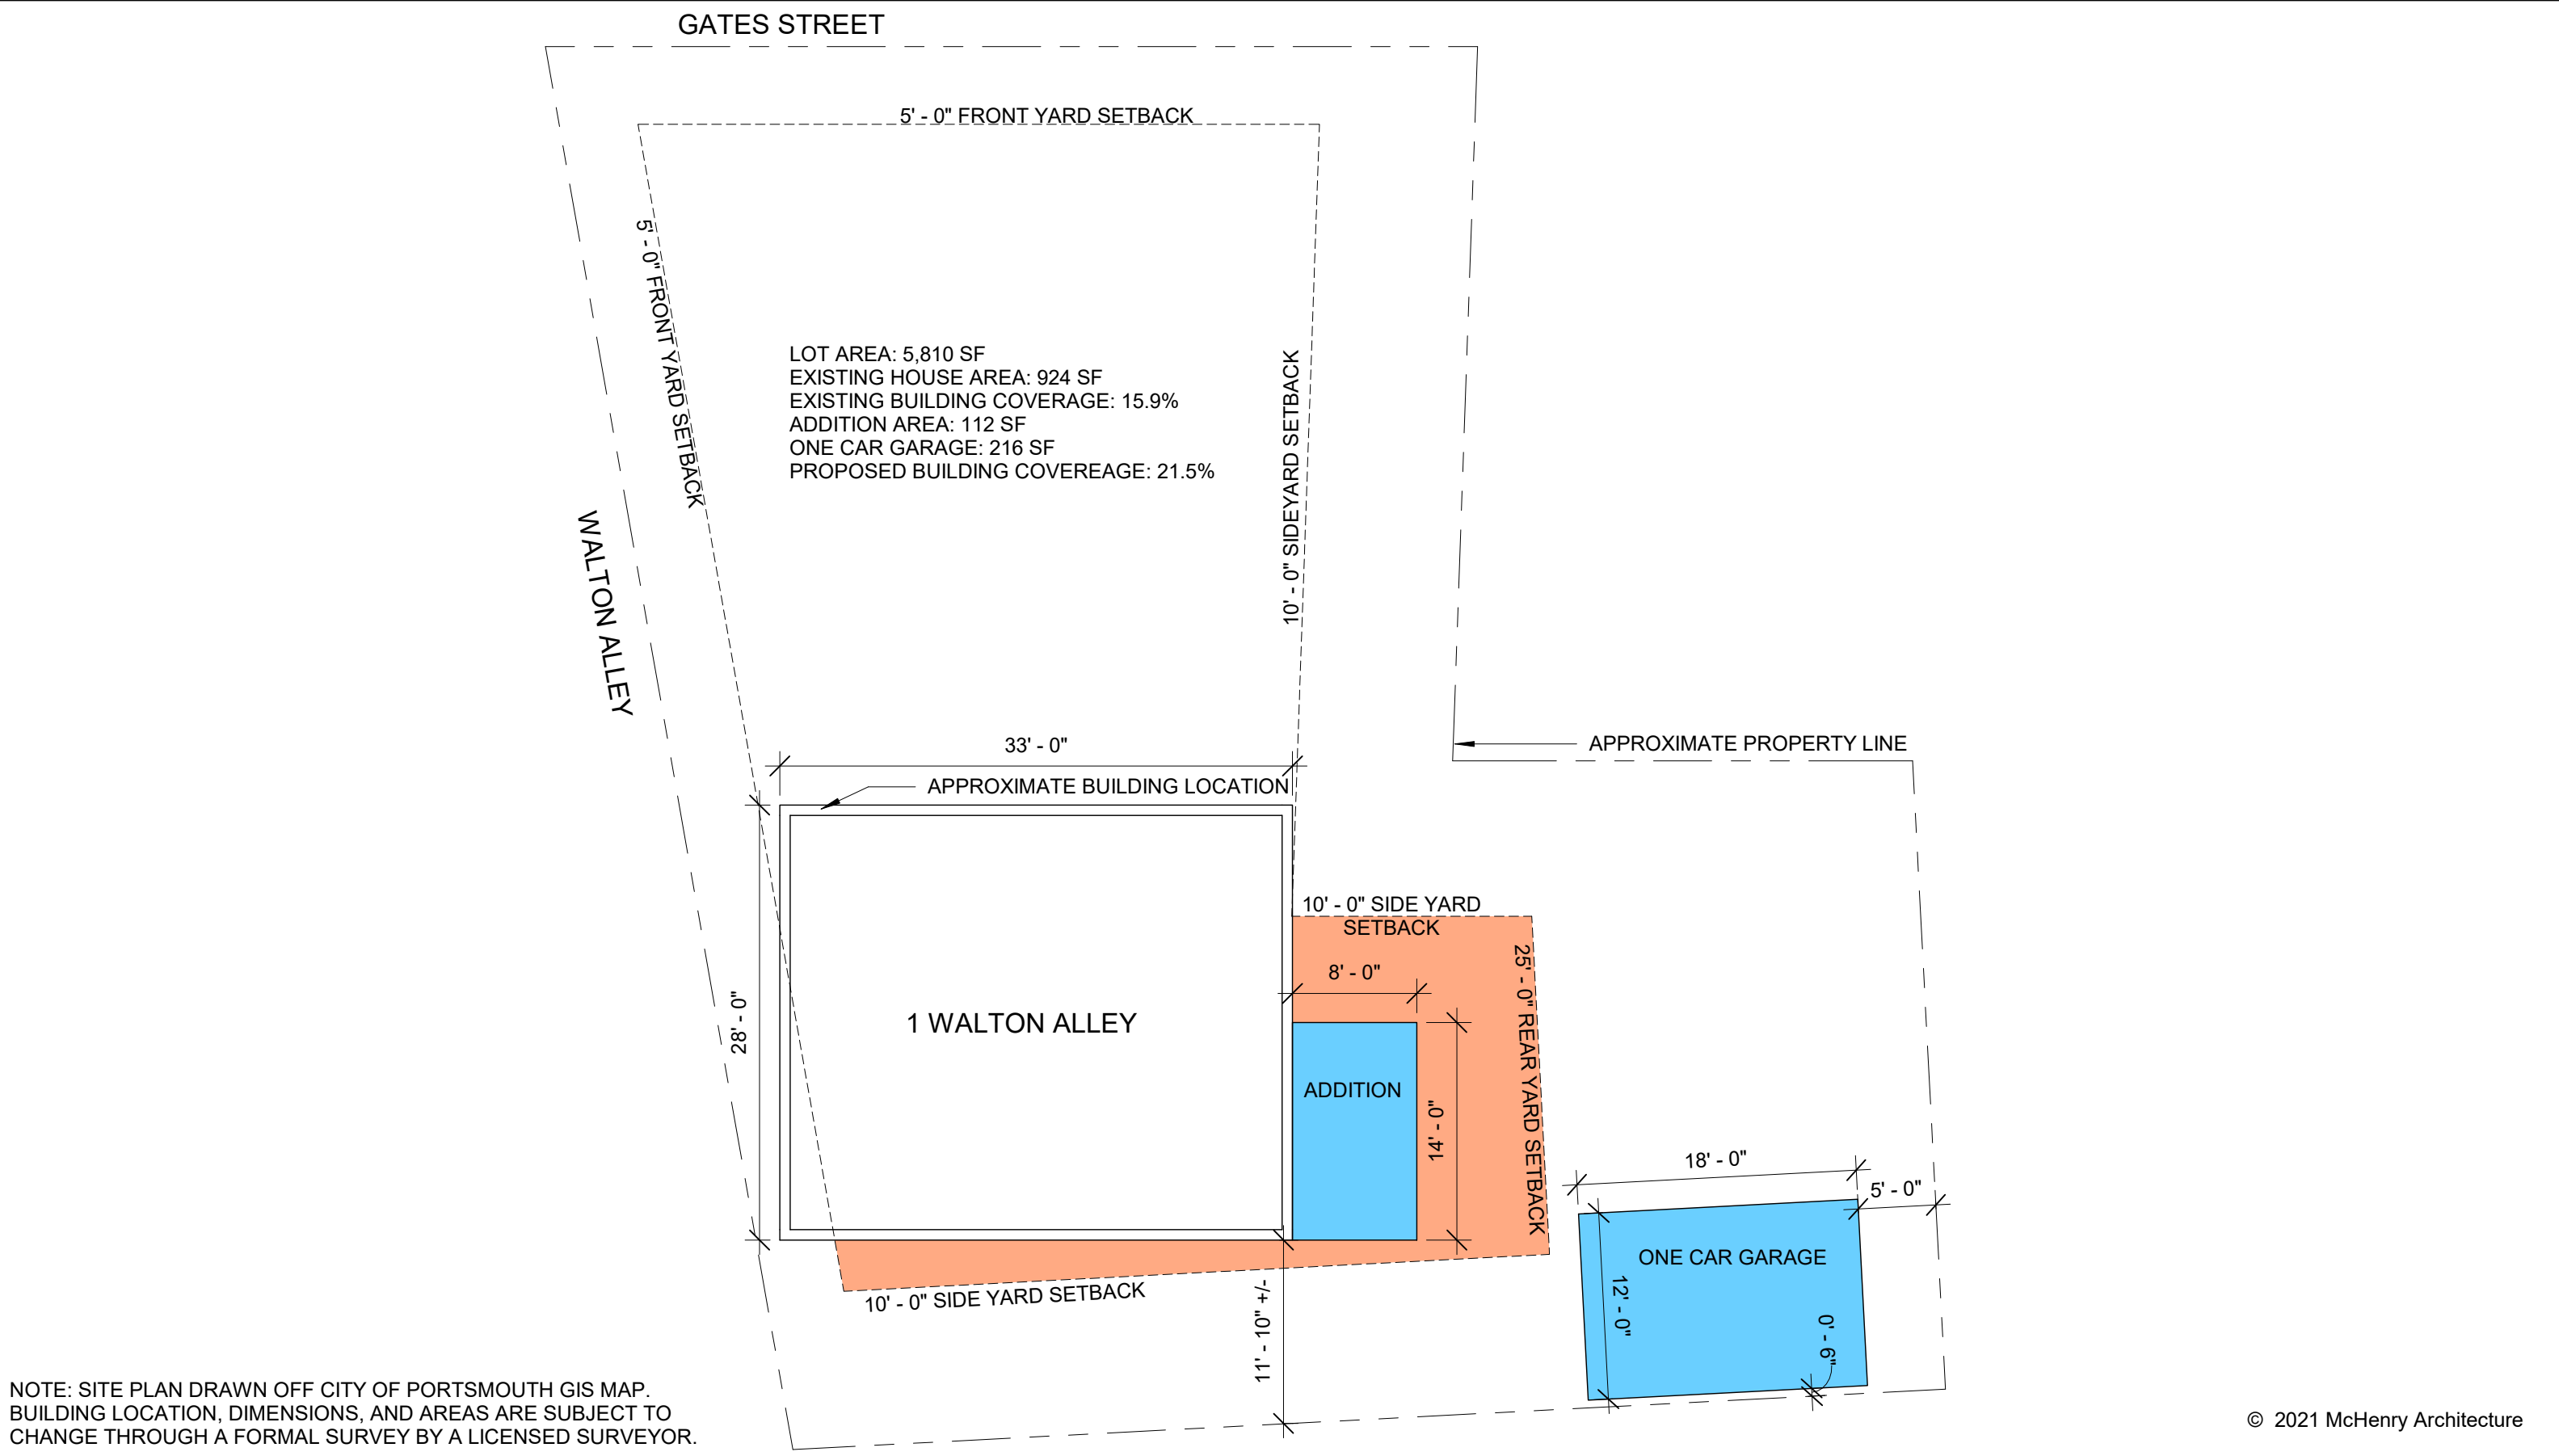 GATES STREET
5' - 0" FRONT YARD SETBACK
5' - 0" FRONT YARD SETBACK
LOT AREA: 5,810 SF
EXISTING HOUSE AREA: 924 SF
EXISTING BUILDING COVERAGE: 15.9%
ADDITION AREA: 112 SF
ONE CAR GARAGE: 216 SF
PROPOSED BUILDING COVEREAGE: 21.5%
10' - 0" SIDEYARD SETBACK
WALTON ALLEY
33' - 0"
APPROXIMATE PROPERTY LINE
APPROXIMATE BUILDING LOCATION
10' - 0" SIDE YARD
SETBACK
8' - 0"
25' - 0" REAR YARD SETBACK
28' - 0"
1 WALTON ALLEY
ADDITION
14' - 0"
18' - 0"
5' - 0"
ONE CAR GARAGE
12' - 0"
0' - 6"
10' - 0" SIDE YARD SETBACK
11' - 10" +/-
NOTE: SITE PLAN DRAWN OFF CITY OF PORTSMOUTH GIS MAP.
BUILDING LOCATION, DIMENSIONS, AND AREAS ARE SUBJECT TO
CHANGE THROUGH A FORMAL SURVEY BY A LICENSED SURVEYOR.
© 2021 McHenry Architecture